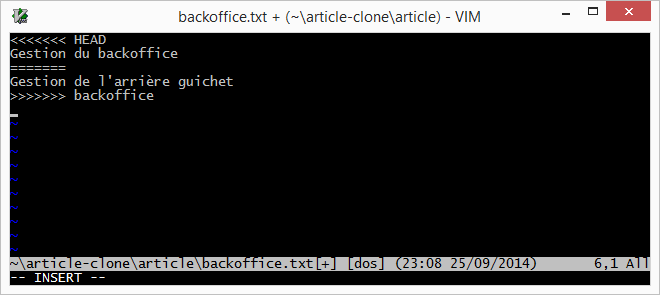 backoffice.txt + (~\article-clone\article) - VIM
<<<<<<< HEAD
Gestion du backoffice
=======
Gestion de l'arrière guichet
>>>>>>> backoffice
~
~
~
~
~
~
~
~
~
~
~\article-clone\article\backoffice.txt[+] [dos] (23:08 25/09/2014) 6,1 All
-- INSERT --